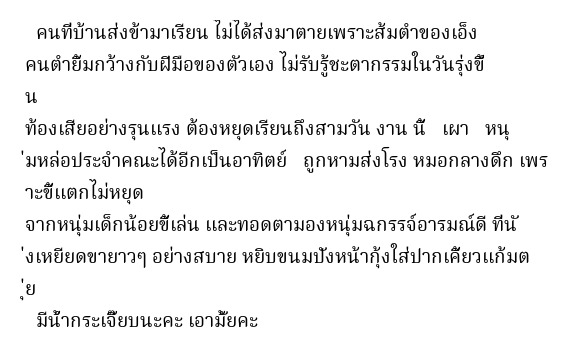 คนที่บ้านส่งข้ามาเรียน ไม่ได้ส่งมาตายเพราะส้มตำของเอ็ง
คนตำยิ้มกว้างกับฝีมือของตัวเอง ไม่รับรู้ชะตากรรมในวันรุ่งขึ้
น
ท้องเสียอย่างรุนแรง ต้องหยุดเรียนถึงสามวัน งาน นี้ เผา หนุ
่มหล่อประจำคณะได้อีกเป็นอาทิตย์ ถูกหามส่งโรง หมอกลางดึก เพร
าะขี้แตกไม่หยุด
จากหนุ่มเด็กน้อยขี้เล่น และทอดตามองหนุ่มฉกรรจ์อารมณ์ดี ที่นั
่งเหยียดขายาวๆ อย่างสบาย หยิบขนมปังหน้ากุ้งใส่ปากเคี้ยวแก้มต
ุ่ย
มีน้ำกระเจี๊ยบนะคะ เอามั้ยคะ